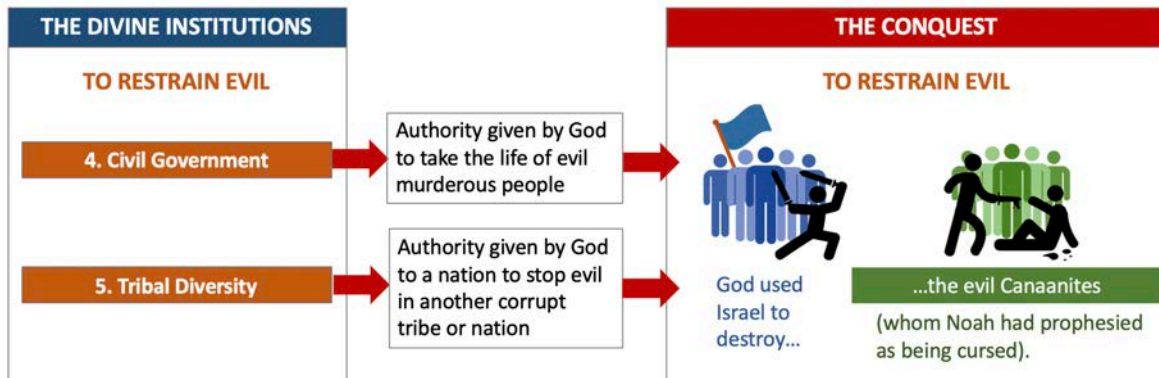 THE DIVINE INSTITUTIONS
TO RESTRAIN EVIL
4. Civil Government
5. Tribal Diversity
Authority given by God
to take the life of evil
murderous people
Authority given by God
to a nation to stop evil
in another corrupt
tribe or nation
THE CONQUEST
TO RESTRAIN EVIL
God used
Israel to
destroy...
...the evil Canaanites
(whom Noah had prophesied
as being cursed).